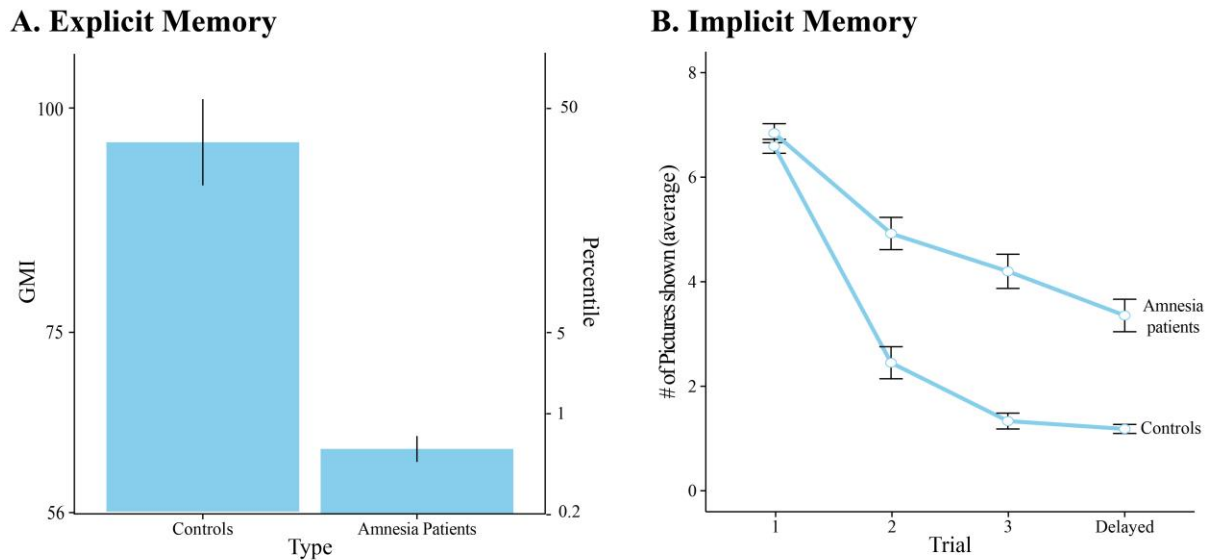 A. Explicit Memory
100
75
56
GMI
50
5
1
0.2
Percentile
Controls
Amnesia Patients
Type
B. Implicit Memory
8
6
4
2
0
# of Pictures shown (average)
Amnesia
patients
Controls
1
2
3
Delayed
Trial